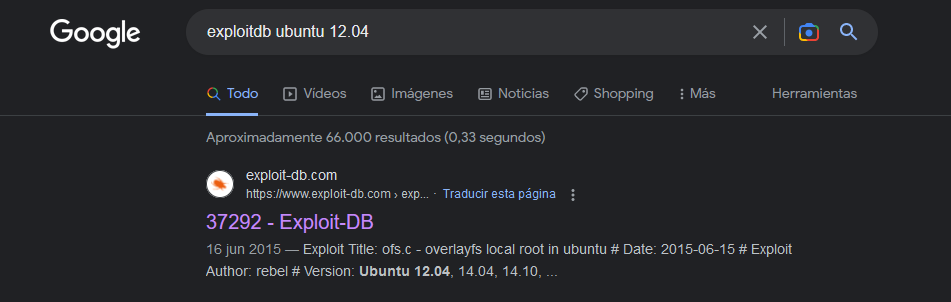 Google
exploitdb ubuntu 12.04
Todo Vídeos Imágenes Noticias Shopping Más Herramientas
Aproximadamente 66.000 resultados (0,33 segundos)
exploit-db.com
https://www.exploit-db.com › exp... · Traducir esta página
37292 - Exploit-DB
16 jun 2015 — Exploit Title: ofs.c - overlayfs local root in ubuntu # Date: 2015-06-15 # Exploit
Author: rebel # Version: Ubuntu 12.04, 14.04, 14.10, ...